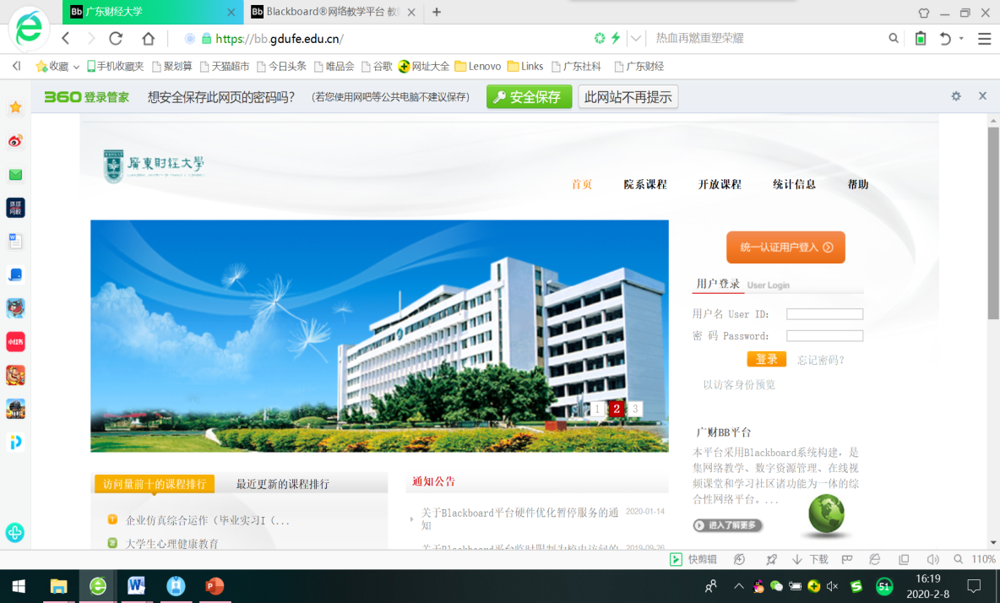 Bb 广东财经大学
Bb Blackboard®网络教学平台 教
https://bb.gdufe.edu.cn/
热血再燃重塑荣耀
收藏 手机收藏夹 聚划算 天猫超市 今日头条 唯品会 谷歌 网址大全 Lenovo Links 广东社科 广东财经
360登录管家 想安全保存此网页的密码吗? (若您使用网吧等公共电脑不建议保存) 安全保存 此网站不再提示
廣東财经大學
首页 院系课程 开放课程 统计信息 帮助
统一认证用户登入
用户登录 User Login
用户名 User ID:
密 码 Password:
登录 忘记密码?
以访客身份预览
1 2 3
广财BB平台
本平台采用Blackboard系统构建，是
集网络教学、数字资源管理、在线视
频课堂和学习社区诸功能为一体的综
合性网络平台。...
进入了解更多
访问量前十的课程排行 最近更新的课程排行
1 企业仿真综合运作（毕业实习I（...
2 大学生心理健康教育
通知公告
关于Blackboard平台硬件优化暂停服务的通 2020-01-14
知
关于Blackboard平台临时限制为校内访问的 2019-09-26
快剪辑 下载 110%
51
16:19
2020-2-8